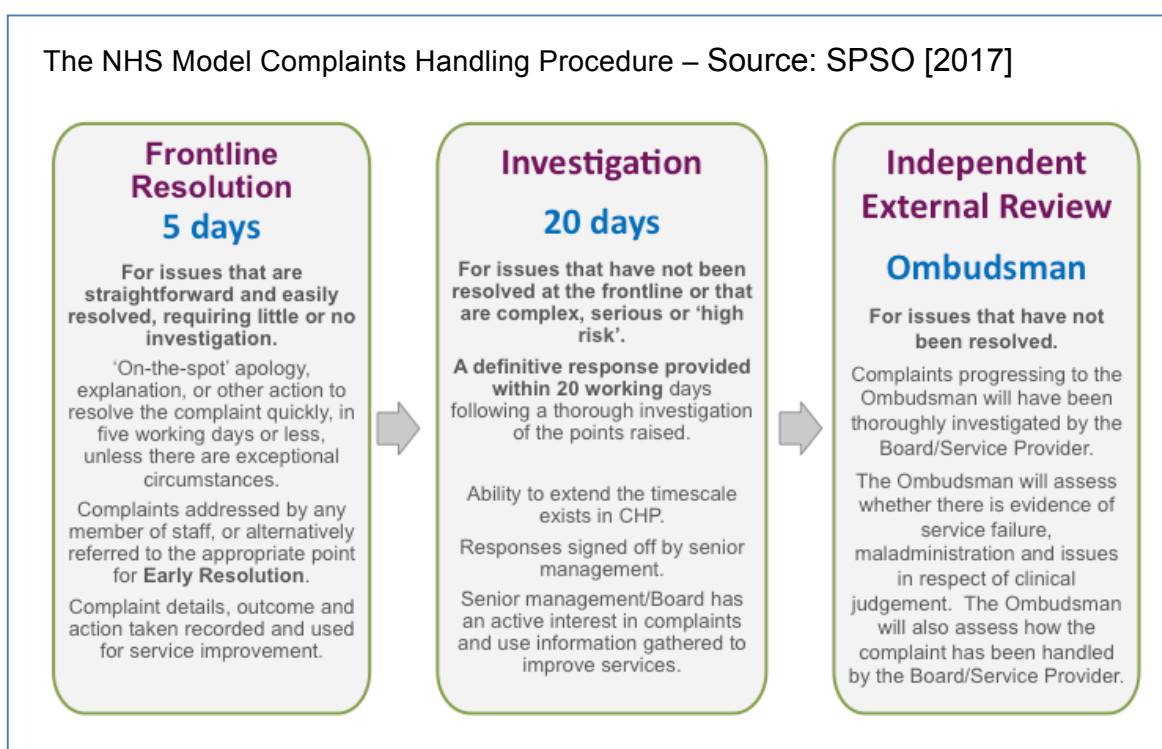 The NHS Model Complaints Handling Procedure – Source: SPSO [2017]
Frontline
Resolution
5 days
For issues that are
straightforward and easily
resolved, requiring little or no
investigation.
‘On-the-spot’ apology,
explanation, or other action to
resolve the complaint quickly, in
five working days or less,
unless there are exceptional
circumstances.
Complaints addressed by any
member of staff, or alternatively
referred to the appropriate point
for Early Resolution.
Complaint details, outcome and
action taken recorded and used
for service improvement.
Investigation
20 days
For issues that have not been
resolved at the frontline or that
are complex, serious or ‘high
risk’.
A definitive response provided
within 20 working days
following a thorough investigation
of the points raised.
Ability to extend the timescale
exists in CHP.
Responses signed off by senior
management.
Senior management/Board has
an active interest in complaints
and use information gathered to
improve services.
Independent
External Review
Ombudsman
For issues that have not
been resolved.
Complaints progressing to the
Ombudsman will have been
thoroughly investigated by the
Board/Service Provider.
The Ombudsman will assess
whether there is evidence of
service failure,
maladministration and issues
in respect of clinical
judgement. The Ombudsman
will also assess how the
complaint has been handled
by the Board/Service Provider.